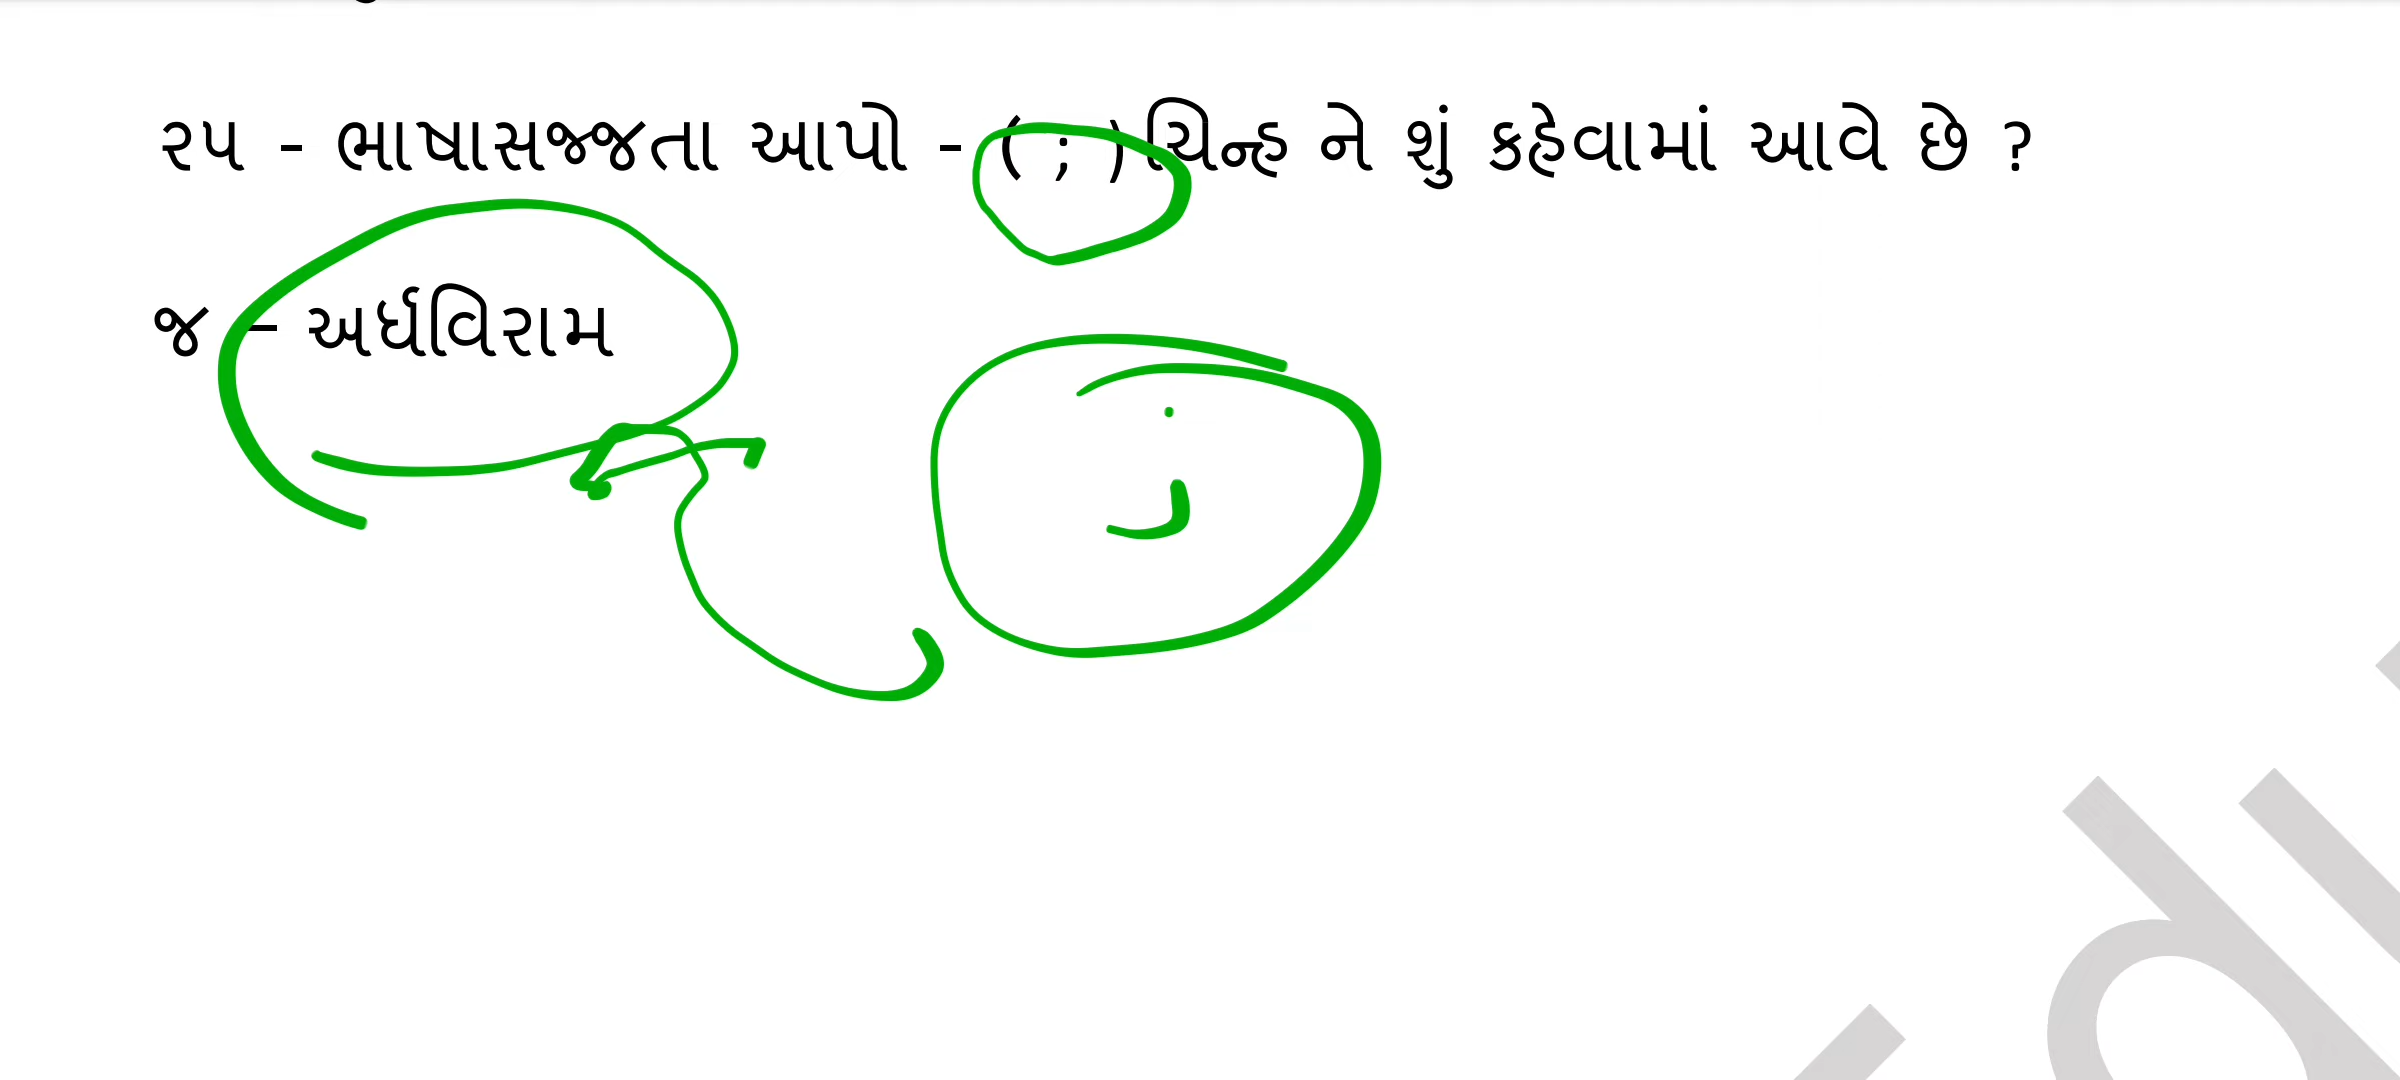 ૨૫ - ભાષાસજ્જતા આપો - ( ; ) ચિન્હ ને શું કહેવામાં આવે છે ?
જ – અર્ધવિરામ
;